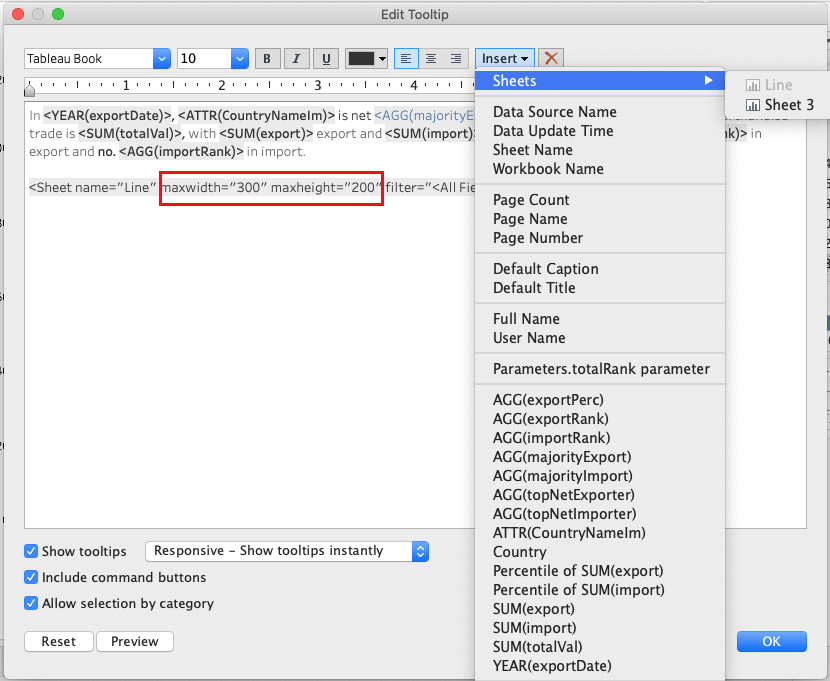 Edit Tooltip
Tableau Book 10 B I U Insert
1 2 3 4
Sheets
Line
Sheet 3
In <YEAR(exportDate)>, <ATTR(CountryNameIm)> is net <AGG(majorityE
trade is <SUM(totalVal)>, with <SUM(export)> export and <SUM(import)> nk)> in
export and no. <AGG(importRank)> in import.
<Sheet name="Line" maxwidth="300" maxheight="200" filter="<All Fie
Data Source Name
Data Update Time
Sheet Name
Workbook Name
Page Count
Page Name
Page Number
Default Caption
Default Title
Full Name
User Name
Parameters.totalRank parameter
AGG(exportPerc)
AGG(exportRank)
AGG(importRank)
AGG(majorityExport)
AGG(majorityImport)
AGG(topNetExporter)
AGG(topNetImporter)
ATTR(CountryNameIm)
Country
Percentile of SUM(export)
Percentile of SUM(import)
SUM(export)
SUM(import)
SUM(totalVal)
YEAR(exportDate)
Show tooltips Responsive – Show tooltips instantly
Include command buttons
Allow selection by category
Reset Preview OK